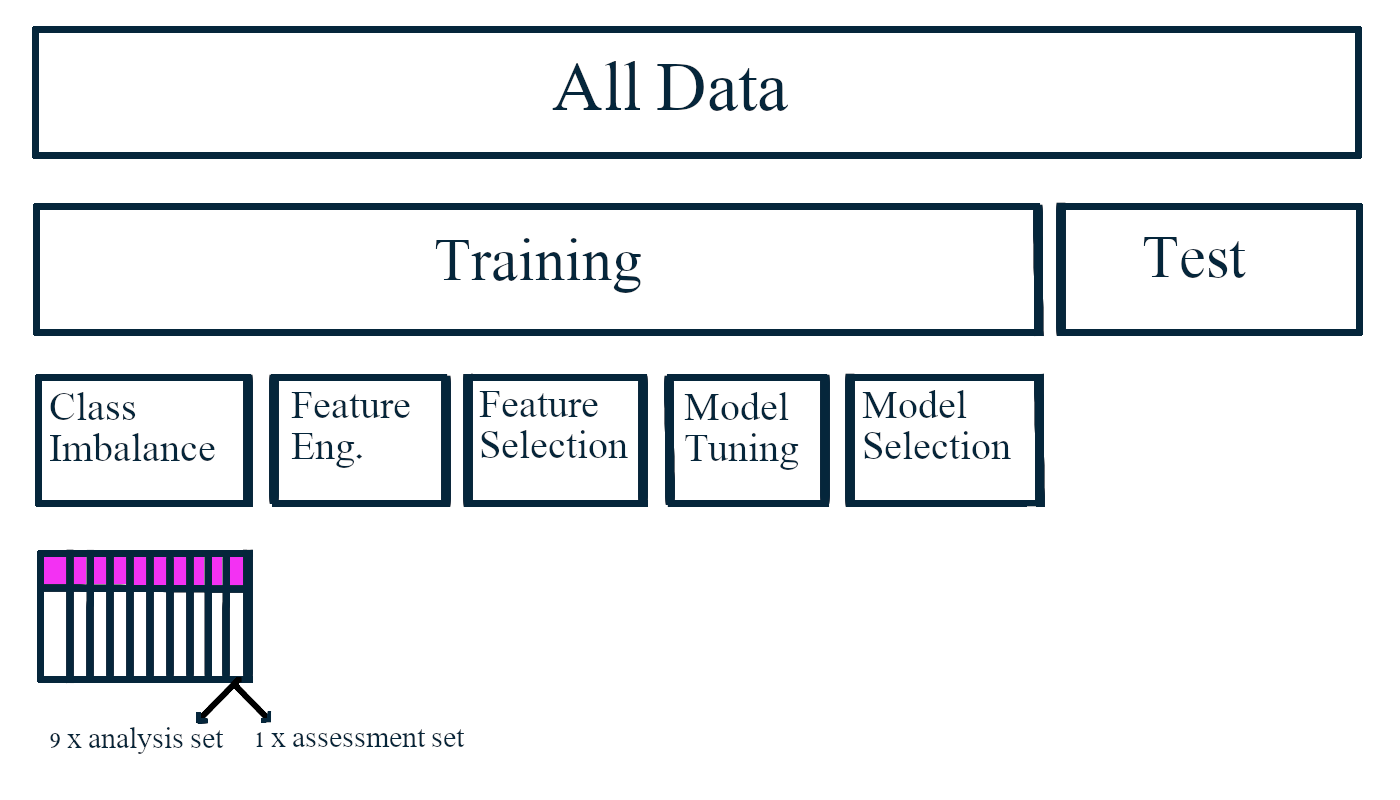 All Data
Training
Test
Class
Imbalance
Feature
Eng.
Feature
Selection
Model
Tuning
Model
Selection
9 x analysis set
1 x assessment set